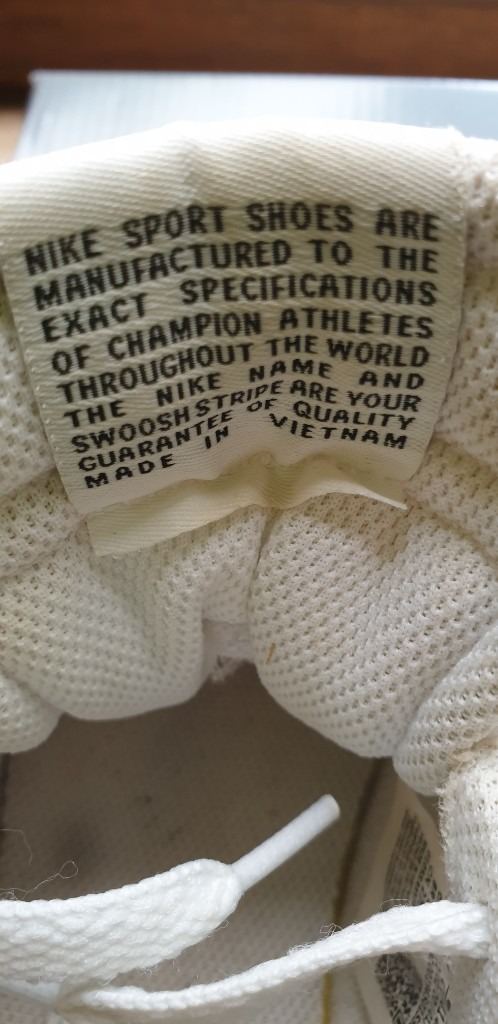 NIKE SPORT SHOES ARE
MANUFACTURED TO THE
EXACT SPECIFICATIONS
OF CHAMPION ATHLETES
THROUGHOUT THE WORLD
THE NIKE NAME AND
SWOOSH STRIPE ARE YOUR
GUARANTEE OF QUALITY
MADE IN VIETNAM